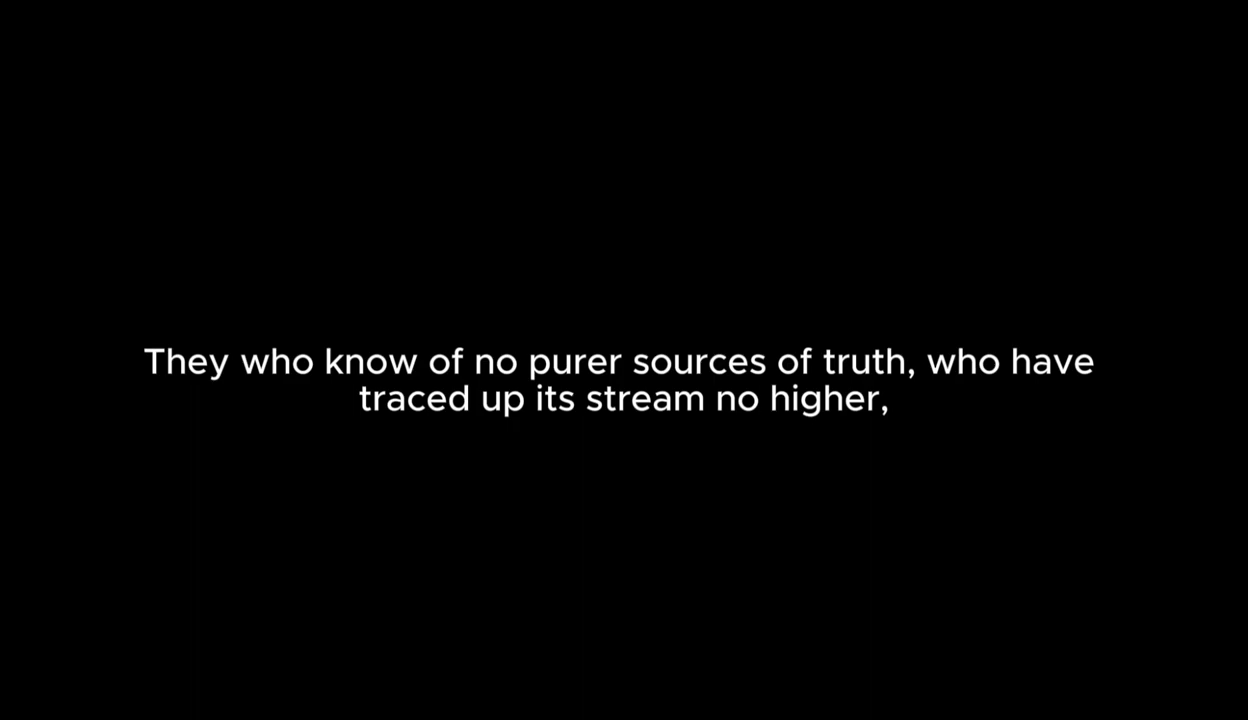 They who know of no purer sources of truth, who have
traced up its stream no higher,